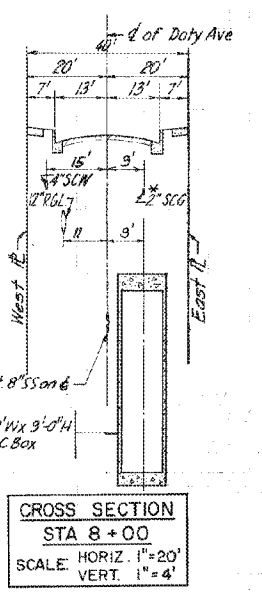 ℄ of Doty Ave
40'
20' 20'
7' 13' 13' 7'
15' 9'
4"SCW
12"RGL 2"SCG
11 9'
West ⅊
East ⅊
8"SS on ℄
'Wx 9'-0"H
C Box
CROSS SECTION
STA 8+00
SCALE: HORIZ. 1"=20'
VERT. 1"=4'